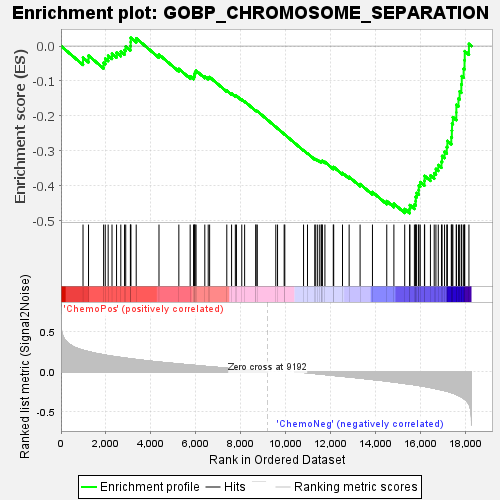 Enrichment plot: GOBP_CHROMOSOME_SEPARATION
Enrichment score (ES)
0.0
-0.1
-0.2
-0.3
-0.4
-0.5
'ChemoPos' (positively correlated)
Ranked list metric (Signal2Noise)
0.5
0.0
-0.5
Zero cross at 9192
'ChemoNeg' (negatively correlated)
0 2,000 4,000 6,000 8,000 10,000 12,000 14,000 16,000 18,000
Rank in Ordered Dataset
Enrichment profile Hits Ranking metric scores